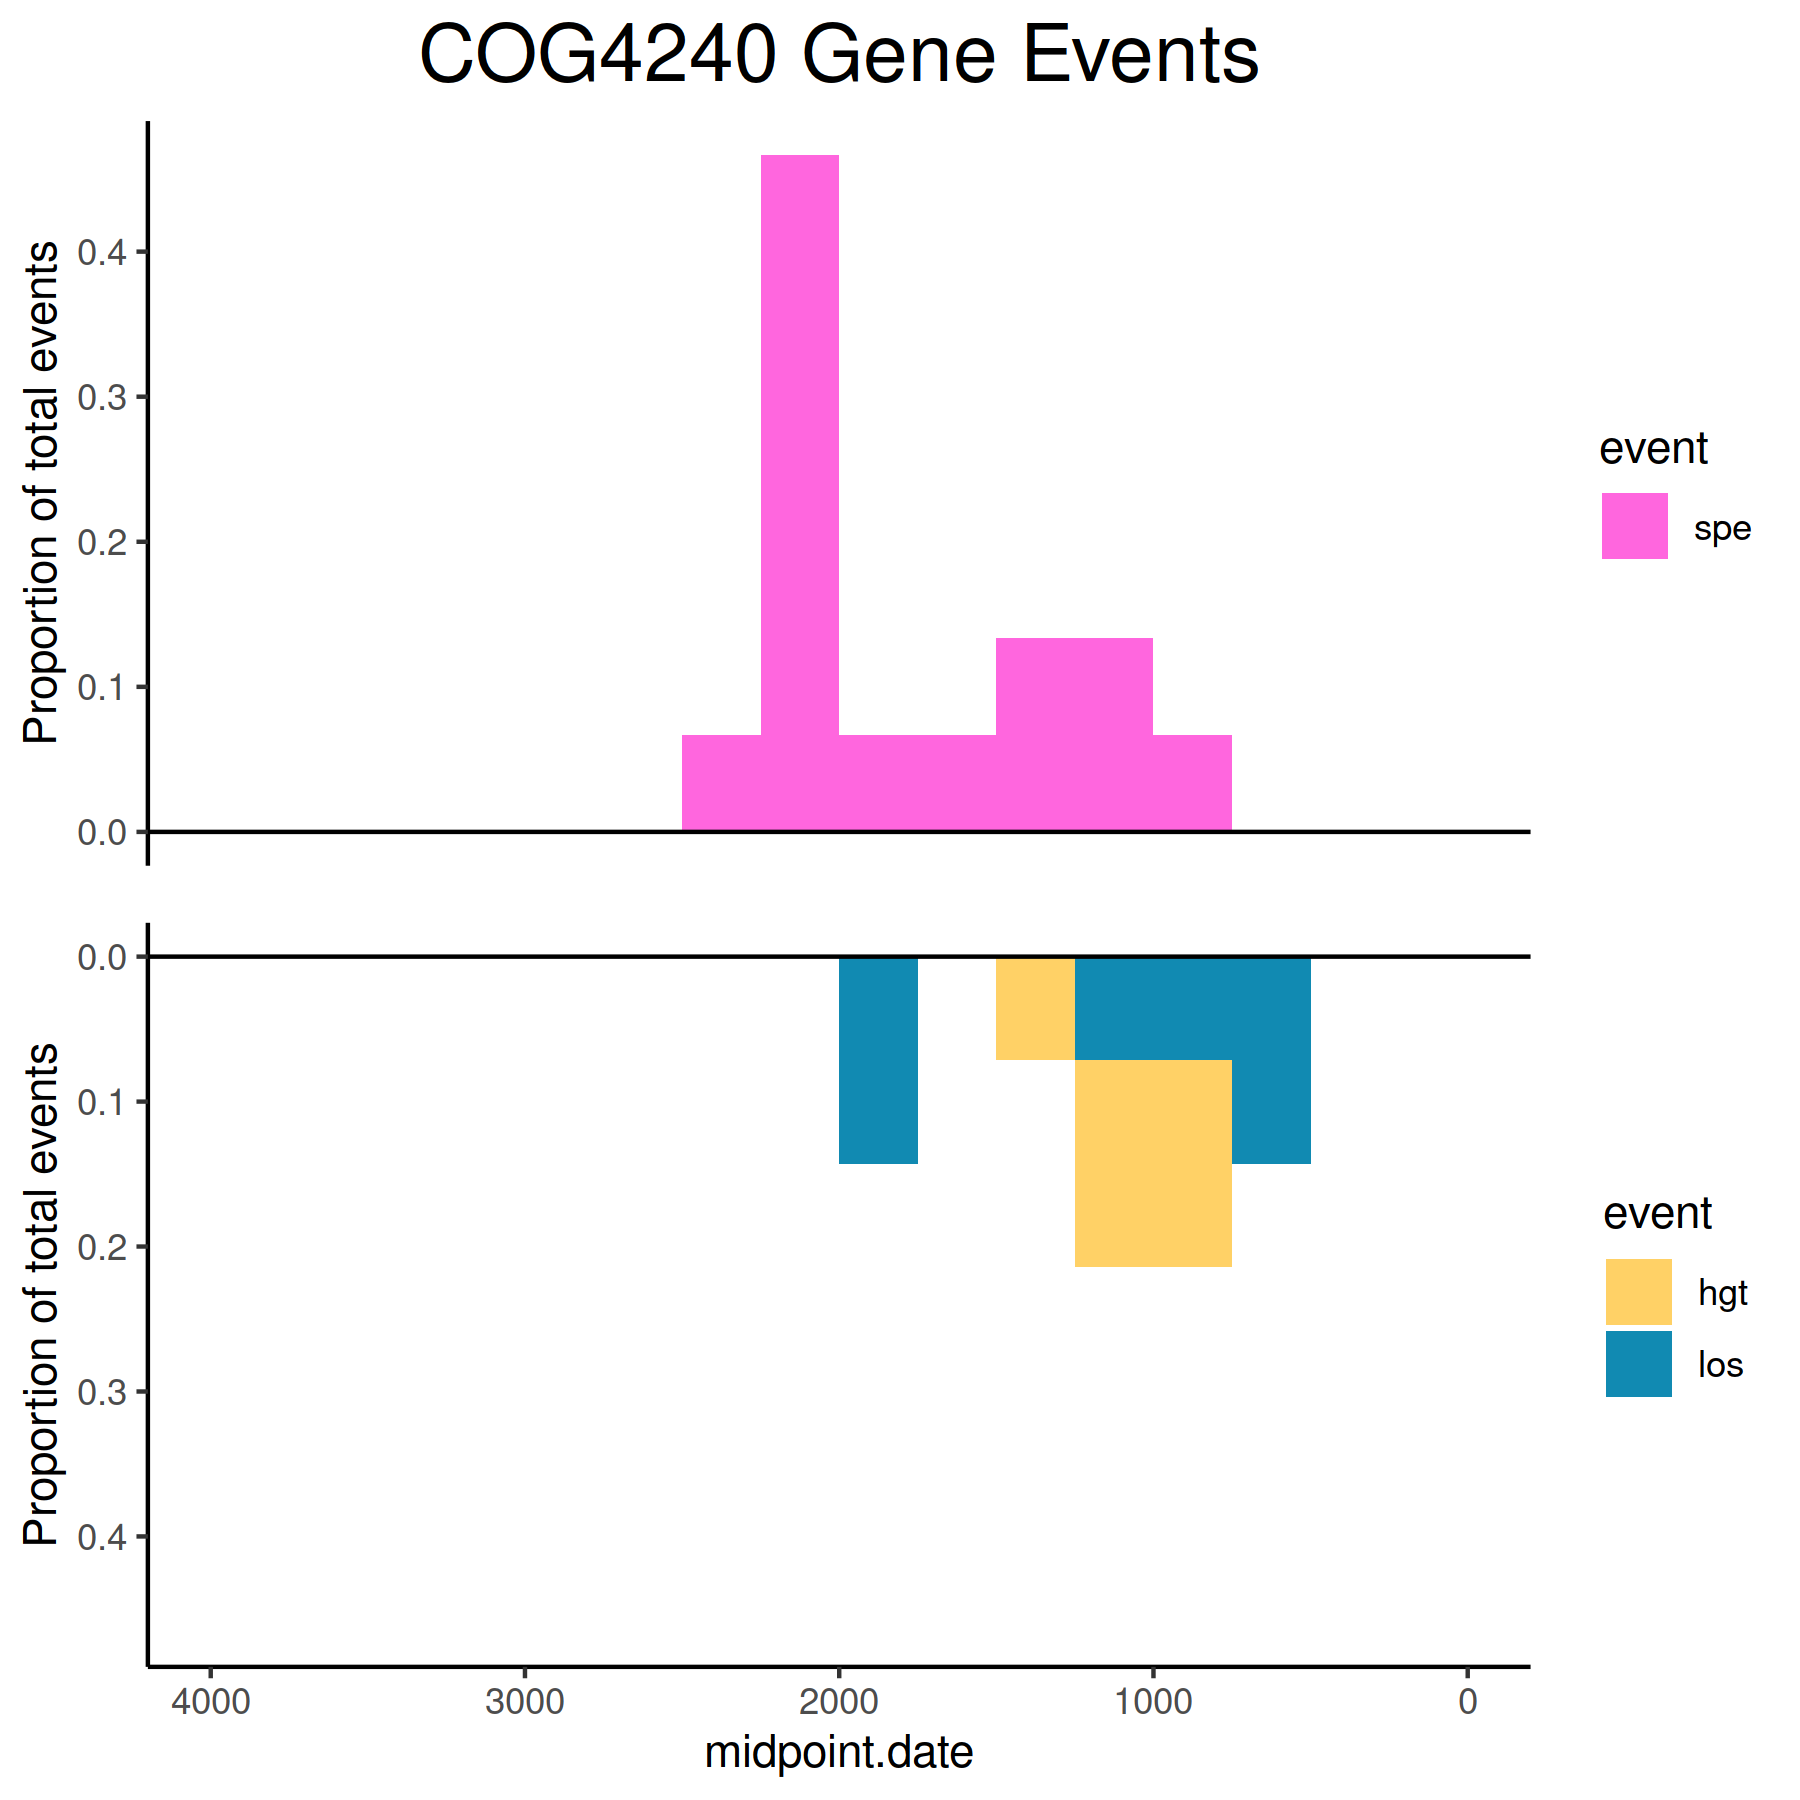 COG4240 Gene Events
Proportion of total events
0.4
0.3
0.2
0.1
0.0
event
spe
Proportion of total events
0.0
0.1
0.2
0.3
0.4
event
hgt
los
4000 3000 2000 1000 0
midpoint.date